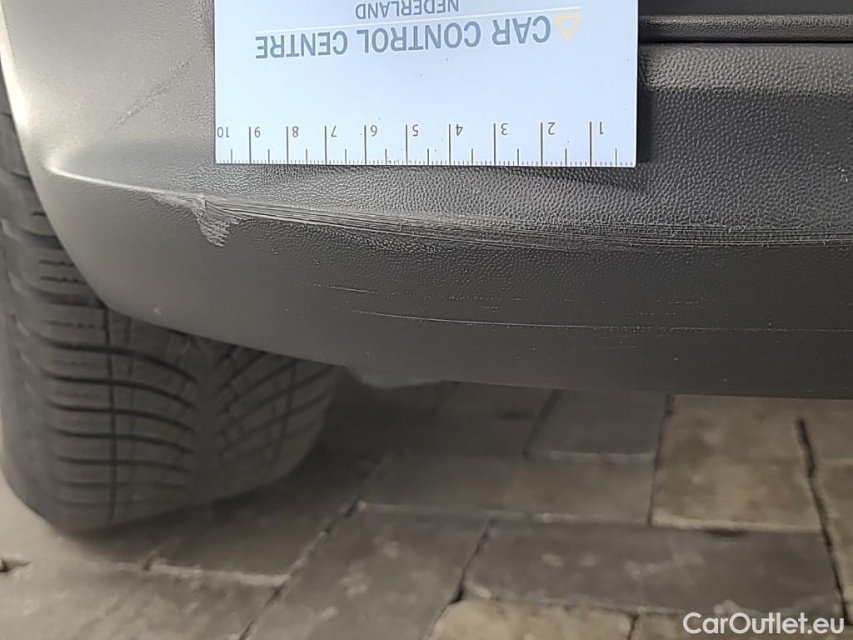 NEDERLAND
CAR CONTROL CENTRE
10 9 8 7 6 5 4 3 2 1
CarOutlet.eu